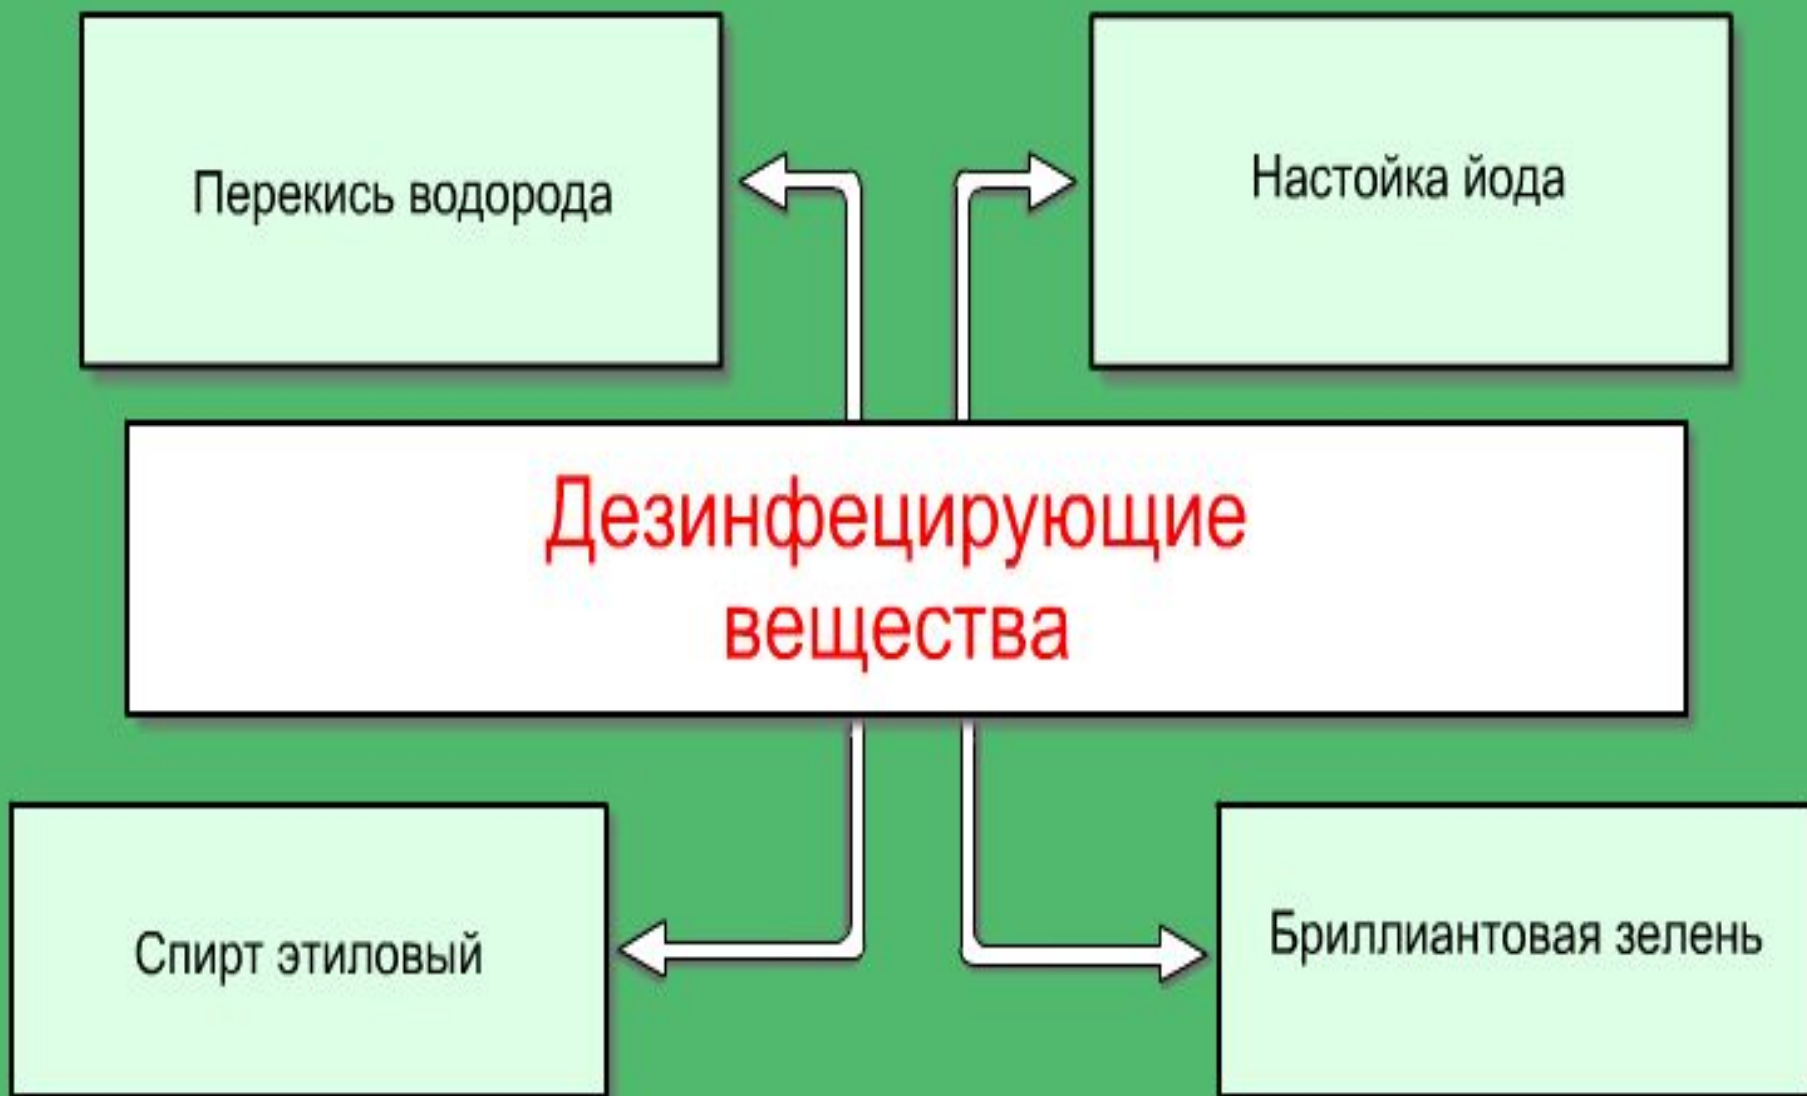 Перекись водорода
Настойка йода
Дезинфецирующие
вещества
Спирт этиловый
Бриллиантовая зелень